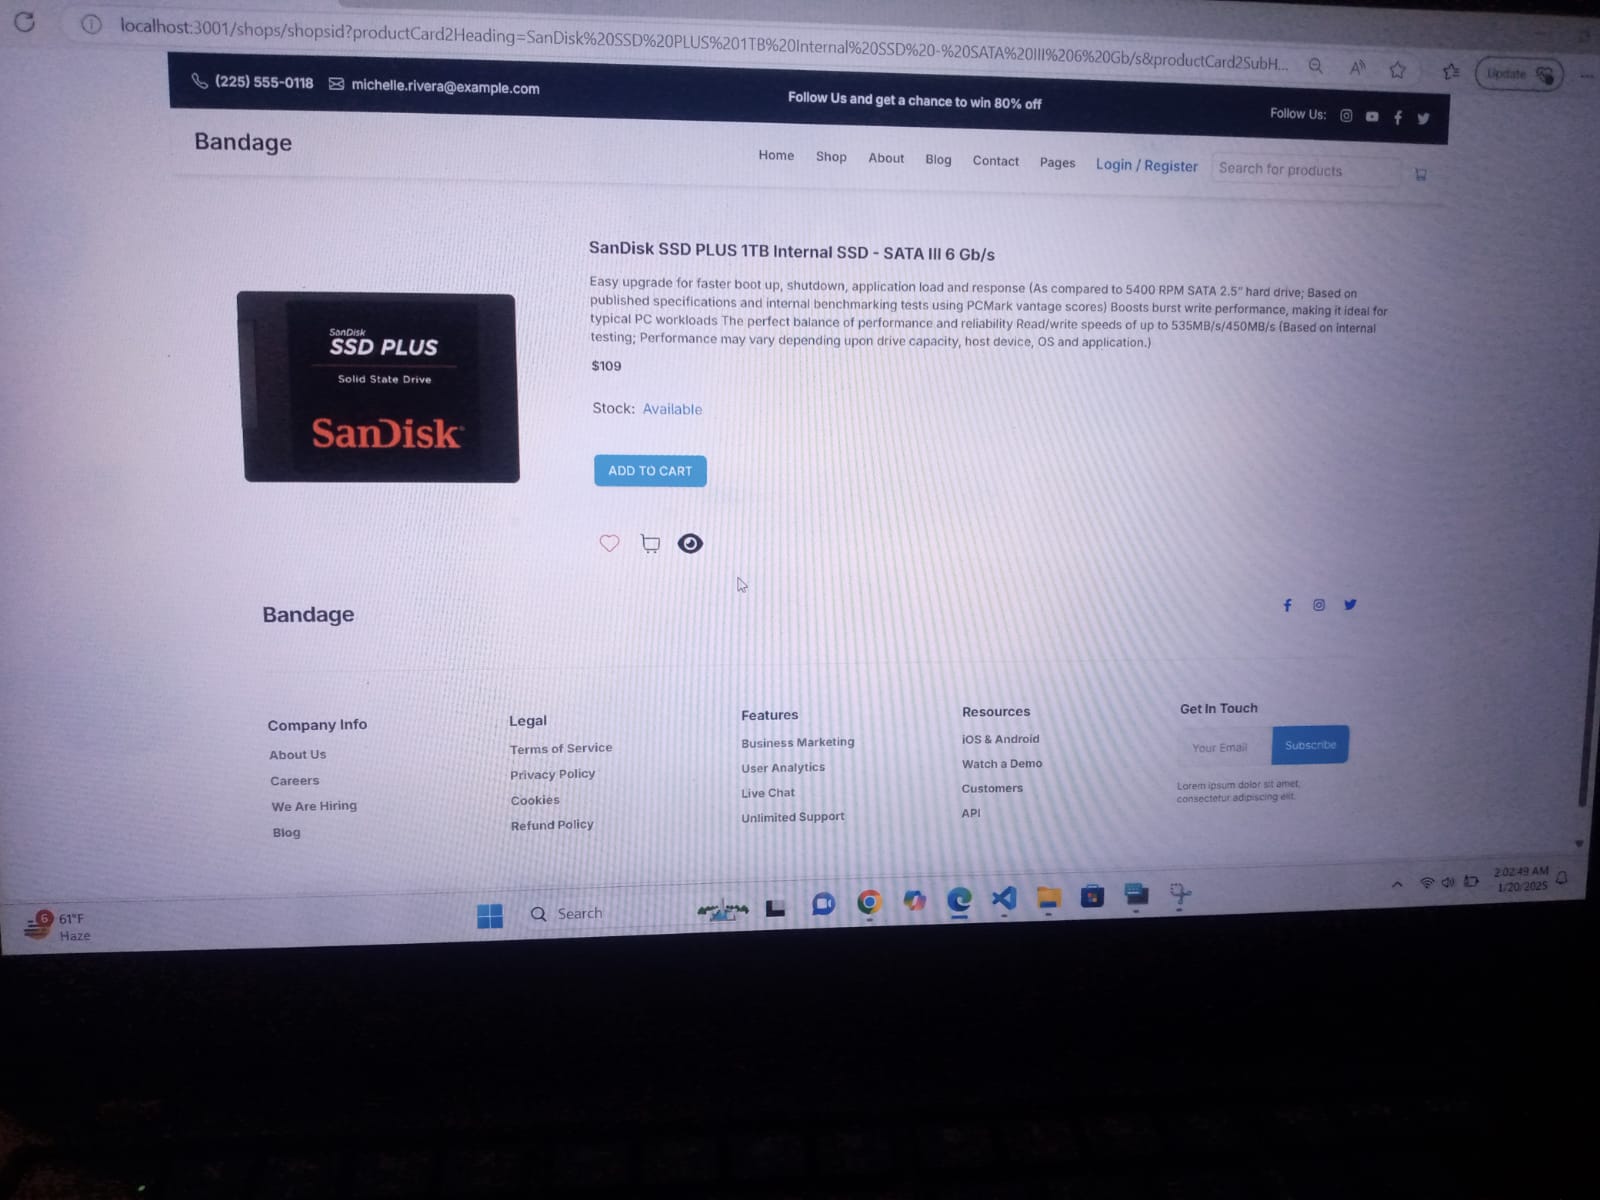 localhost:3001/shops/shopsid?productCard2Heading=SanDisk%20SSD%20PLUS%201TB%20Internal%20SSD%20-%20SATA%20III%206%20Gb/s&productCard2SubH...
Update
(225) 555-0118 michelle.rivera@example.com
Follow Us and get a chance to win 80% off
Follow Us:
Bandage
Home Shop About Blog Contact Pages Login / Register Search for products
SanDisk
SSD PLUS
Solid State Drive
SanDisk
SanDisk SSD PLUS 1TB Internal SSD - SATA III 6 Gb/s
Easy upgrade for faster boot up, shutdown, application load and response (As compared to 5400 RPM SATA 2.5" hard drive; Based on
published specifications and internal benchmarking tests using PCMark vantage scores) Boosts burst write performance, making it ideal for
typical PC workloads The perfect balance of performance and reliability Read/write speeds of up to 535MB/s/450MB/s (Based on internal
testing; Performance may vary depending upon drive capacity, host device, OS and application.)
$109
Stock: Available
ADD TO CART
Bandage
Company Info
About Us
Careers
We Are Hiring
Blog
Legal
Terms of Service
Privacy Policy
Cookies
Refund Policy
Features
Business Marketing
User Analytics
Live Chat
Unlimited Support
Resources
iOS & Android
Watch a Demo
Customers
API
Get In Touch
Your Email Subscribe
Lorem ipsum dolor sit amet,
consectetur adipiscing elit.
6 61°F
Haze
Search
2:02:49 AM
1/20/2025